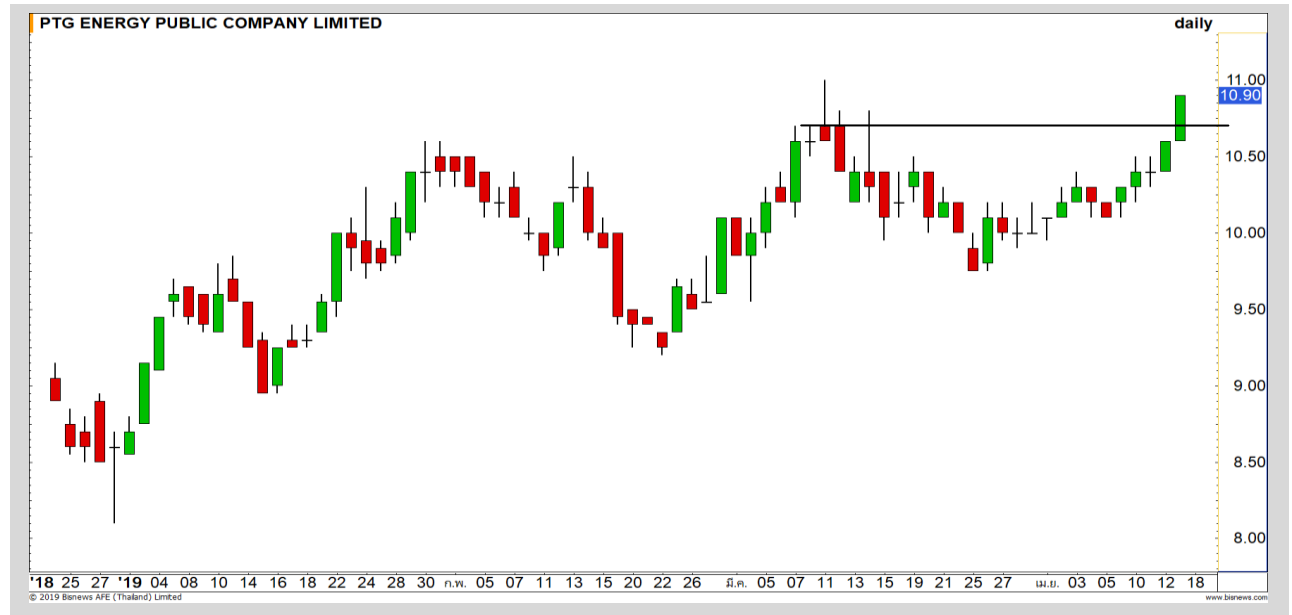 PTG ENERGY PUBLIC COMPANY LIMITED daily
11.00
10.90
10.50
10.00
9.50
9.00
8.50
8.00
'18 25 27 '19 04 08 10 14 16 18 22 24 28 30 ก.พ. 05 07 11 13 15 20 22 26 มี.ค. 05 07 11 13 15 19 21 25 27 เม.ย. 03 05 10 12 18
© 2019 Bisnews AFE (Thailand) Limited www.bisnews.com